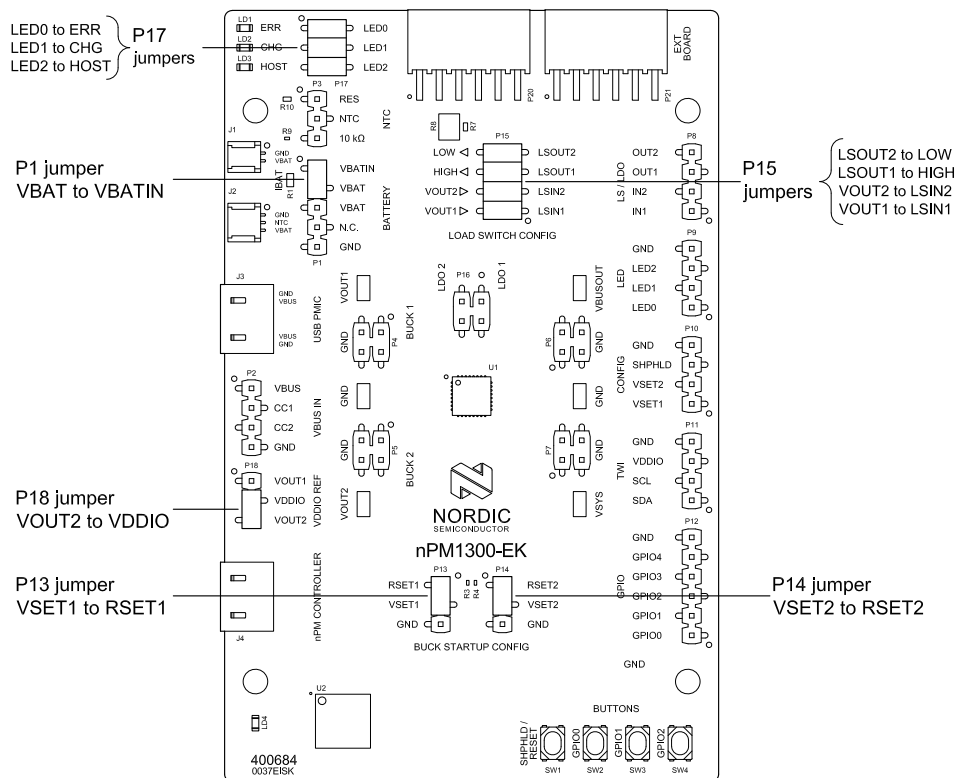 LED0 to ERR
LED1 to CHG
LED2 to HOST
P17
jumpers
P1 jumper
VBAT to VBATIN
P18 jumper
VOUT2 to VDDIO
P13 jumper
VSET1 to RSET1
P15
jumpers
LSOUT2 to LOW
LSOUT1 to HIGH
VOUT2 to LSIN2
VOUT1 to LSIN1
P14 jumper
VSET2 to RSET2
LD1
ERR
LED0
LD2
CHG
LED1
LD3
HOST
LED2
P3
P17
R10
RES
NTC
10 kΩ
NTC
R9
J1
GND
VBAT
J2
GND
NTC
VBAT
IBAT
R1
VBATIN
VBAT
VBAT
N.C.
GND
BATTERY
P1
J3
GND
VBUS
VBUS
GND
USB PMIC
P2
VBUS
CC1
CC2
GND
VBUS IN
P18
VOUT1
VDDIO
VOUT2
VDDIO REF
J4
nPM CONTROLLER
P20
P21
EXT
BOARD
R8
R7
P15
LOW
LSOUT2
HIGH
LSOUT1
VOUT2
LSIN2
VOUT1
LSIN1
LOAD SWITCH CONFIG
LDO 2
P16
LDO 1
VOUT1
GND
P4
BUCK 1
GND
GND
P5
BUCK 2
VOUT2
U1
VBUSOUT
P6
GND
GND
P7
GND
VSYS
NORDIC
SEMICONDUCTOR
nPM1300-EK
P13
RSET1
VSET1
GND
R3
R4
P14
RSET2
VSET2
GND
BUCK STARTUP CONFIG
P8
OUT2
OUT1
IN2
IN1
LS / LDO
P9
GND
LED2
LED1
LED0
LED
P10
GND
SHPHLD
VSET2
VSET1
CONFIG
P11
GND
VDDIO
SCL
SDA
TWI
P12
GND
GPIO4
GPIO3
GPIO2
GPIO1
GPIO0
GPIO
GND
U2
LD4
400684
0037EISK
BUTTONS
SHPHLD /
RESET
GPIO0
GPIO1
GPIO2
SW1
SW2
SW3
SW4